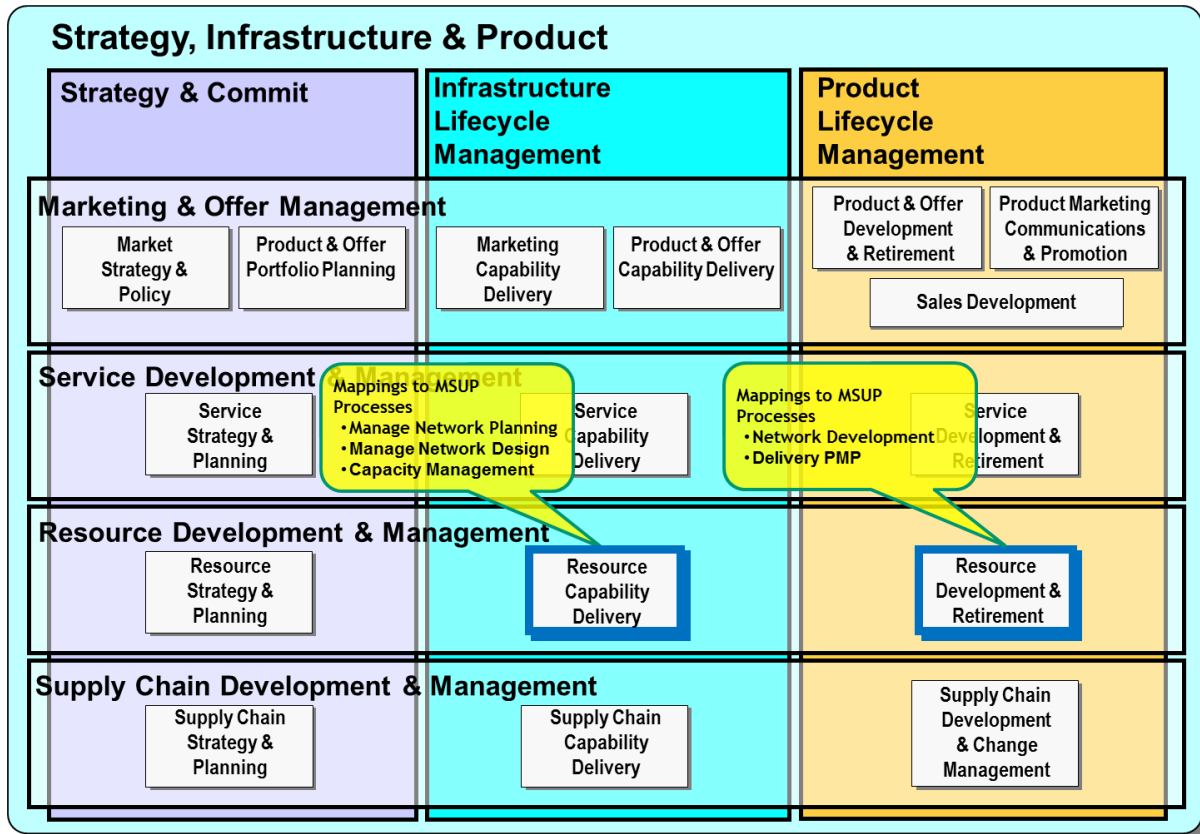 Strategy, Infrastructure & Product
Strategy & Commit
Infrastructure
Lifecycle
Management
Product
Lifecycle
Management
Marketing & Offer Management
Market
Strategy &
Policy
Product & Offer
Portfolio Planning
Marketing
Capability
Delivery
Product & Offer
Capability Delivery
Product & Offer
Development
& Retirement
Product Marketing
Communications
& Promotion
Sales Development
Service Development & Management
Service
Strategy &
Planning
Mappings to MSUP
Processes
•Manage Network Planning
•Manage Network Design
•Capacity Management
Service
Capability
Delivery
Mappings to MSUP
Processes
•Network Development
•Delivery PMP
Service
Development &
Retirement
Resource Development & Management
Resource
Strategy &
Planning
Resource
Capability
Delivery
Resource
Development &
Retirement
Supply Chain Development & Management
Supply Chain
Strategy &
Planning
Supply Chain
Capability
Delivery
Supply Chain
Development
& Change
Management